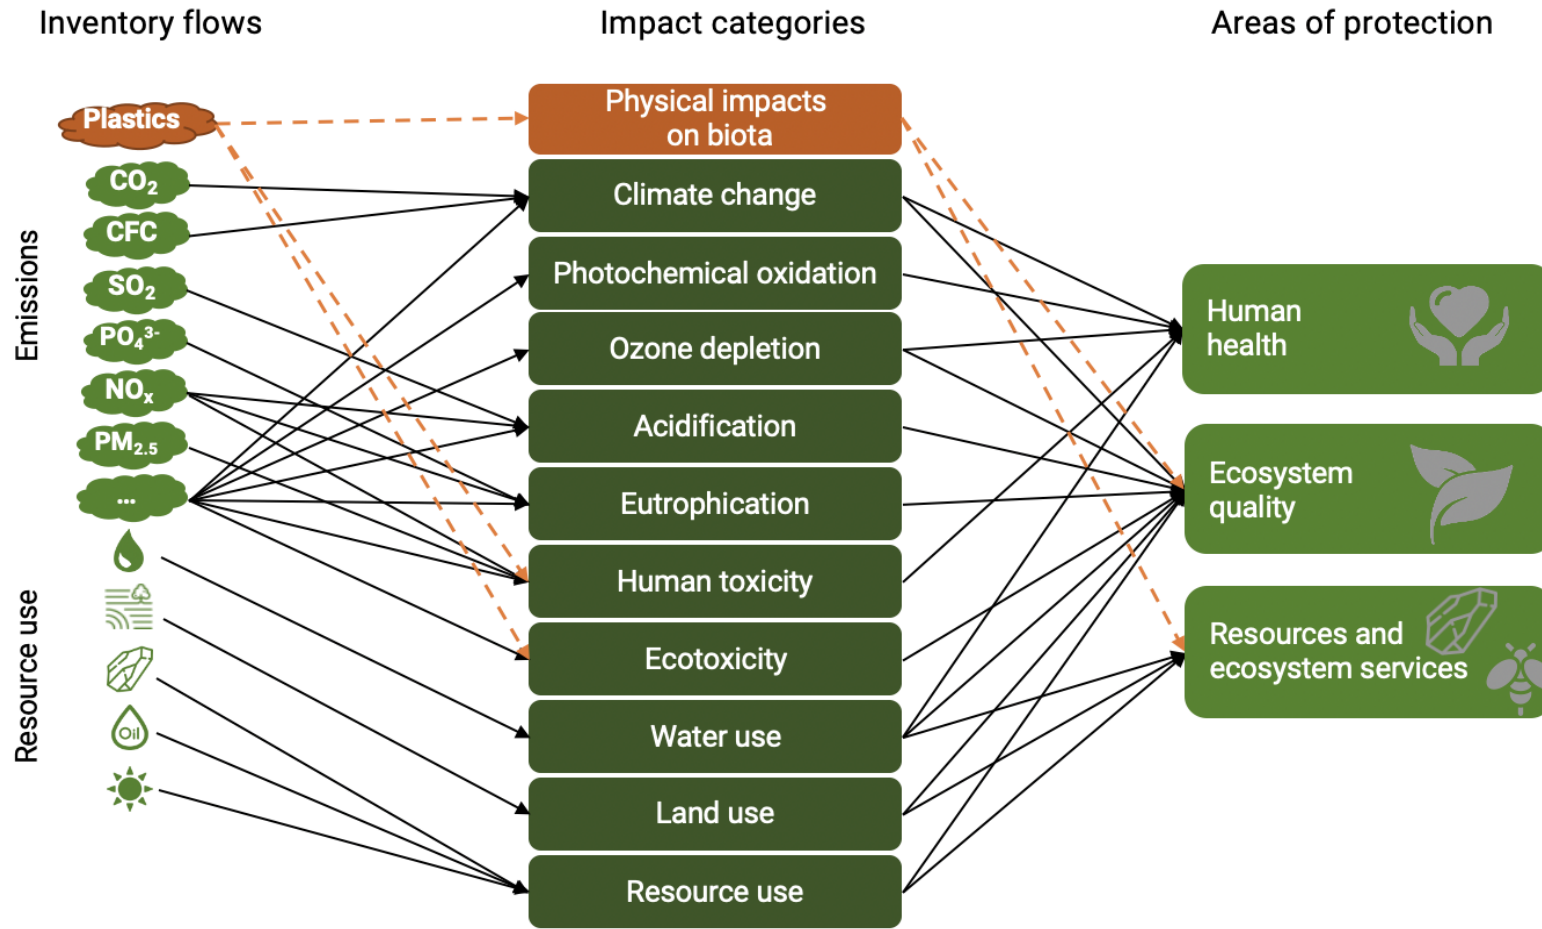 Inventory flows
Impact categories
Areas of protection
Emissions
Plastics
CO₂
CFC
SO₂
PO₄³⁻
NOₓ
PM₂.₅
...
Resource use
Oil
Physical impacts
on biota
Climate change
Photochemical oxidation
Ozone depletion
Acidification
Eutrophication
Human toxicity
Ecotoxicity
Water use
Land use
Resource use
Human
health
Ecosystem
quality
Resources and
ecosystem services